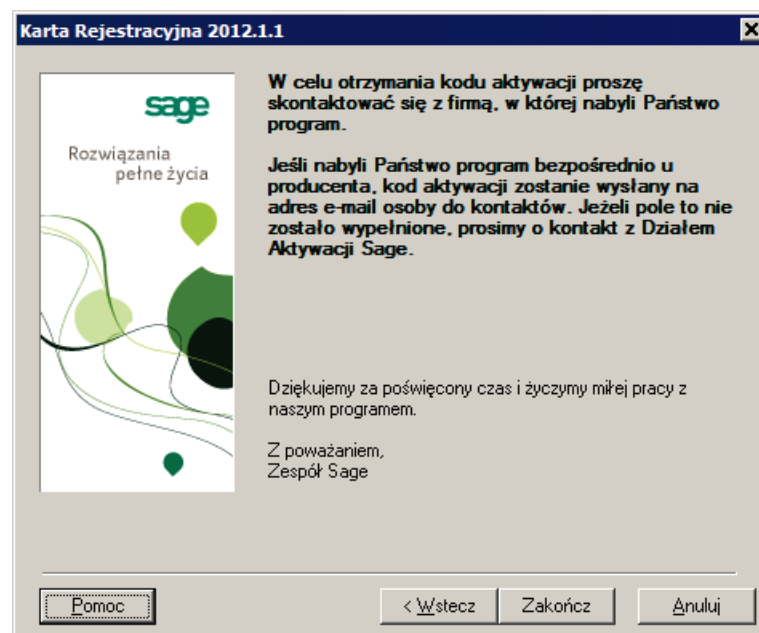 Karta Rejestracyjna 2012.1.1
sage
Rozwiązania
pełne życia
W celu otrzymania kodu aktywacji proszę
skontaktować się z firmą, w której nabyli Państwo
program.
Jeśli nabyli Państwo program bezpośrednio u
producenta, kod aktywacji zostanie wysłany na
adres e-mail osoby do kontaktów. Jeżeli pole to nie
zostało wypełnione, prosimy o kontakt z Działem
Aktywacji Sage.
Dziękujemy za poświęcony czas i życzymy miłej pracy z
naszym programem.
Z poważaniem,
Zespół Sage
Pomoc
< Wstecz
Zakończ
Anuluj